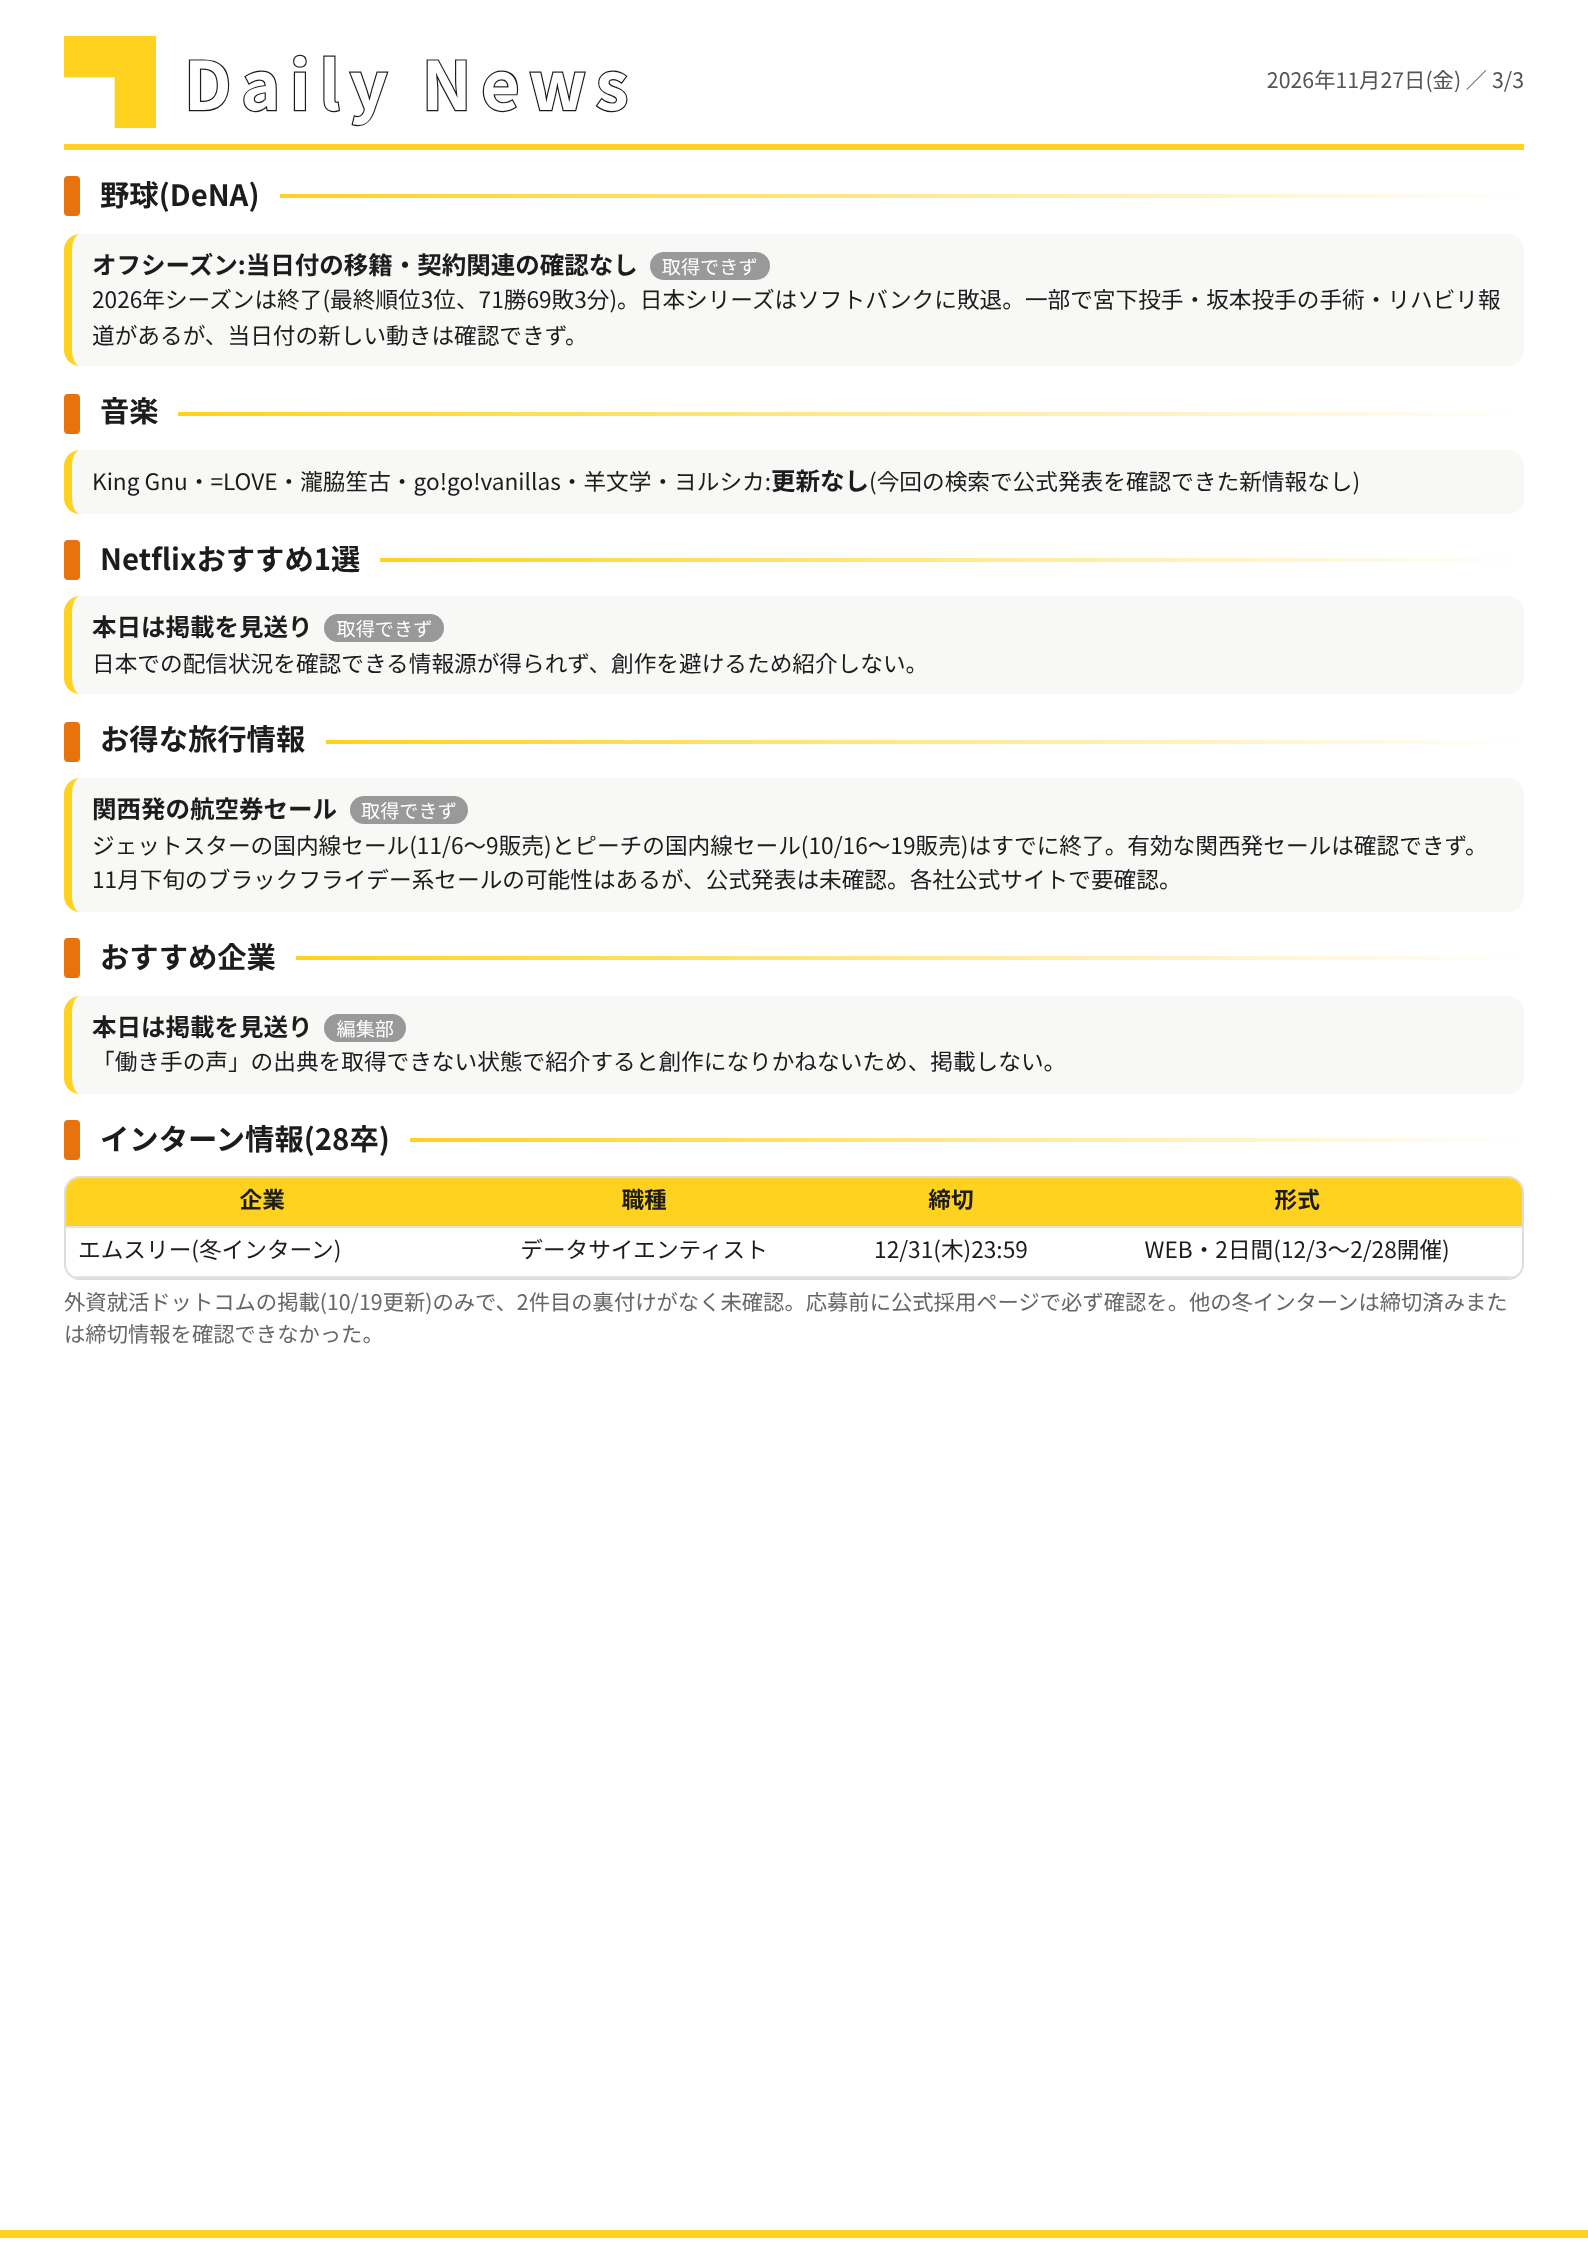 Daily News
2026年11月27日(金) ／ 3/3
野球(DeNA)
オフシーズン:当日付の移籍・契約関連の確認なし 取得できず
2026年シーズンは終了(最終順位3位、71勝69敗3分)。日本シリーズはソフトバンクに敗退。一部で宮下投手・坂本投手の手術・リハビリ報
道があるが、当日付の新しい動きは確認できず。
音楽
King Gnu・=LOVE・瀧脇笙古・go!go!vanillas・羊文学・ヨルシカ:更新なし(今回の検索で公式発表を確認できた新情報なし)
Netflixおすすめ1選
本日は掲載を見送り 取得できず
日本での配信状況を確認できる情報源が得られず、創作を避けるため紹介しない。
お得な旅行情報
関西発の航空券セール 取得できず
ジェットスターの国内線セール(11/6〜9販売)とピーチの国内線セール(10/16〜19販売)はすでに終了。有効な関西発セールは確認できず。
11月下旬のブラックフライデー系セールの可能性はあるが、公式発表は未確認。各社公式サイトで要確認。
おすすめ企業
本日は掲載を見送り 編集部
「働き手の声」の出典を取得できない状態で紹介すると創作になりかねないため、掲載しない。
インターン情報(28卒)
企業 職種 締切 形式
エムスリー(冬インターン) データサイエンティスト 12/31(木)23:59 WEB・2日間(12/3〜2/28開催)
外資就活ドットコムの掲載(10/19更新)のみで、2件目の裏付けがなく未確認。応募前に公式採用ページで必ず確認を。他の冬インターンは締切済みまた
は締切情報を確認できなかった。